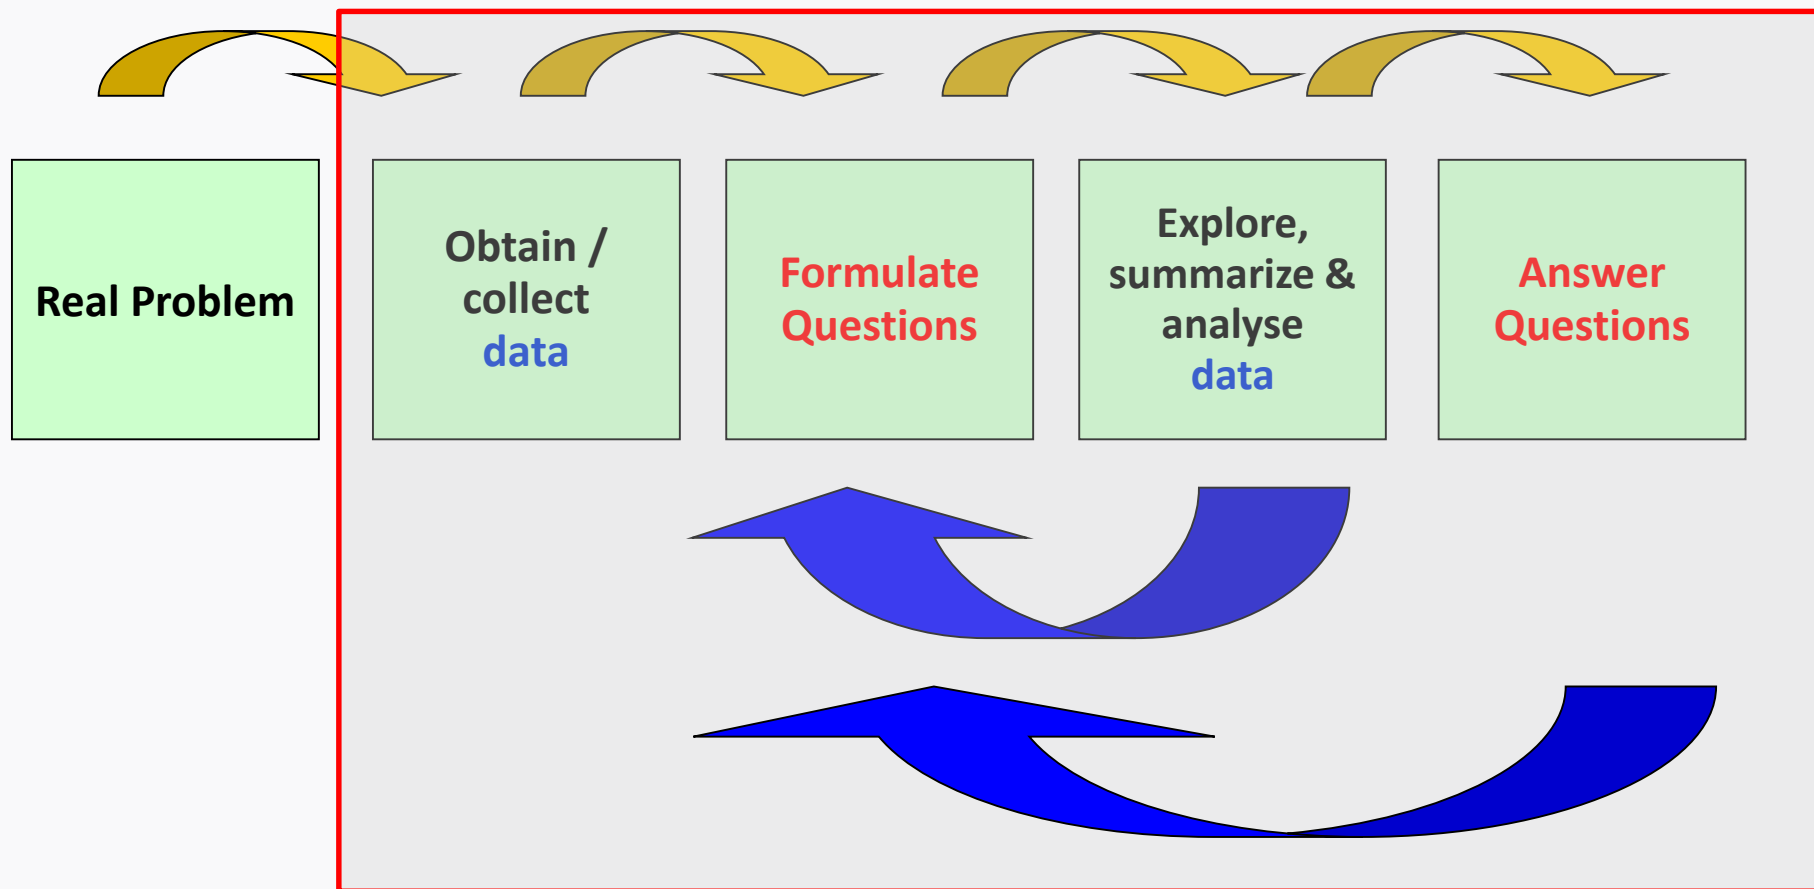 Real Problem
Obtain /
collect
data
Formulate
Questions
Explore,
summarize &
analyse
data
Answer
Questions